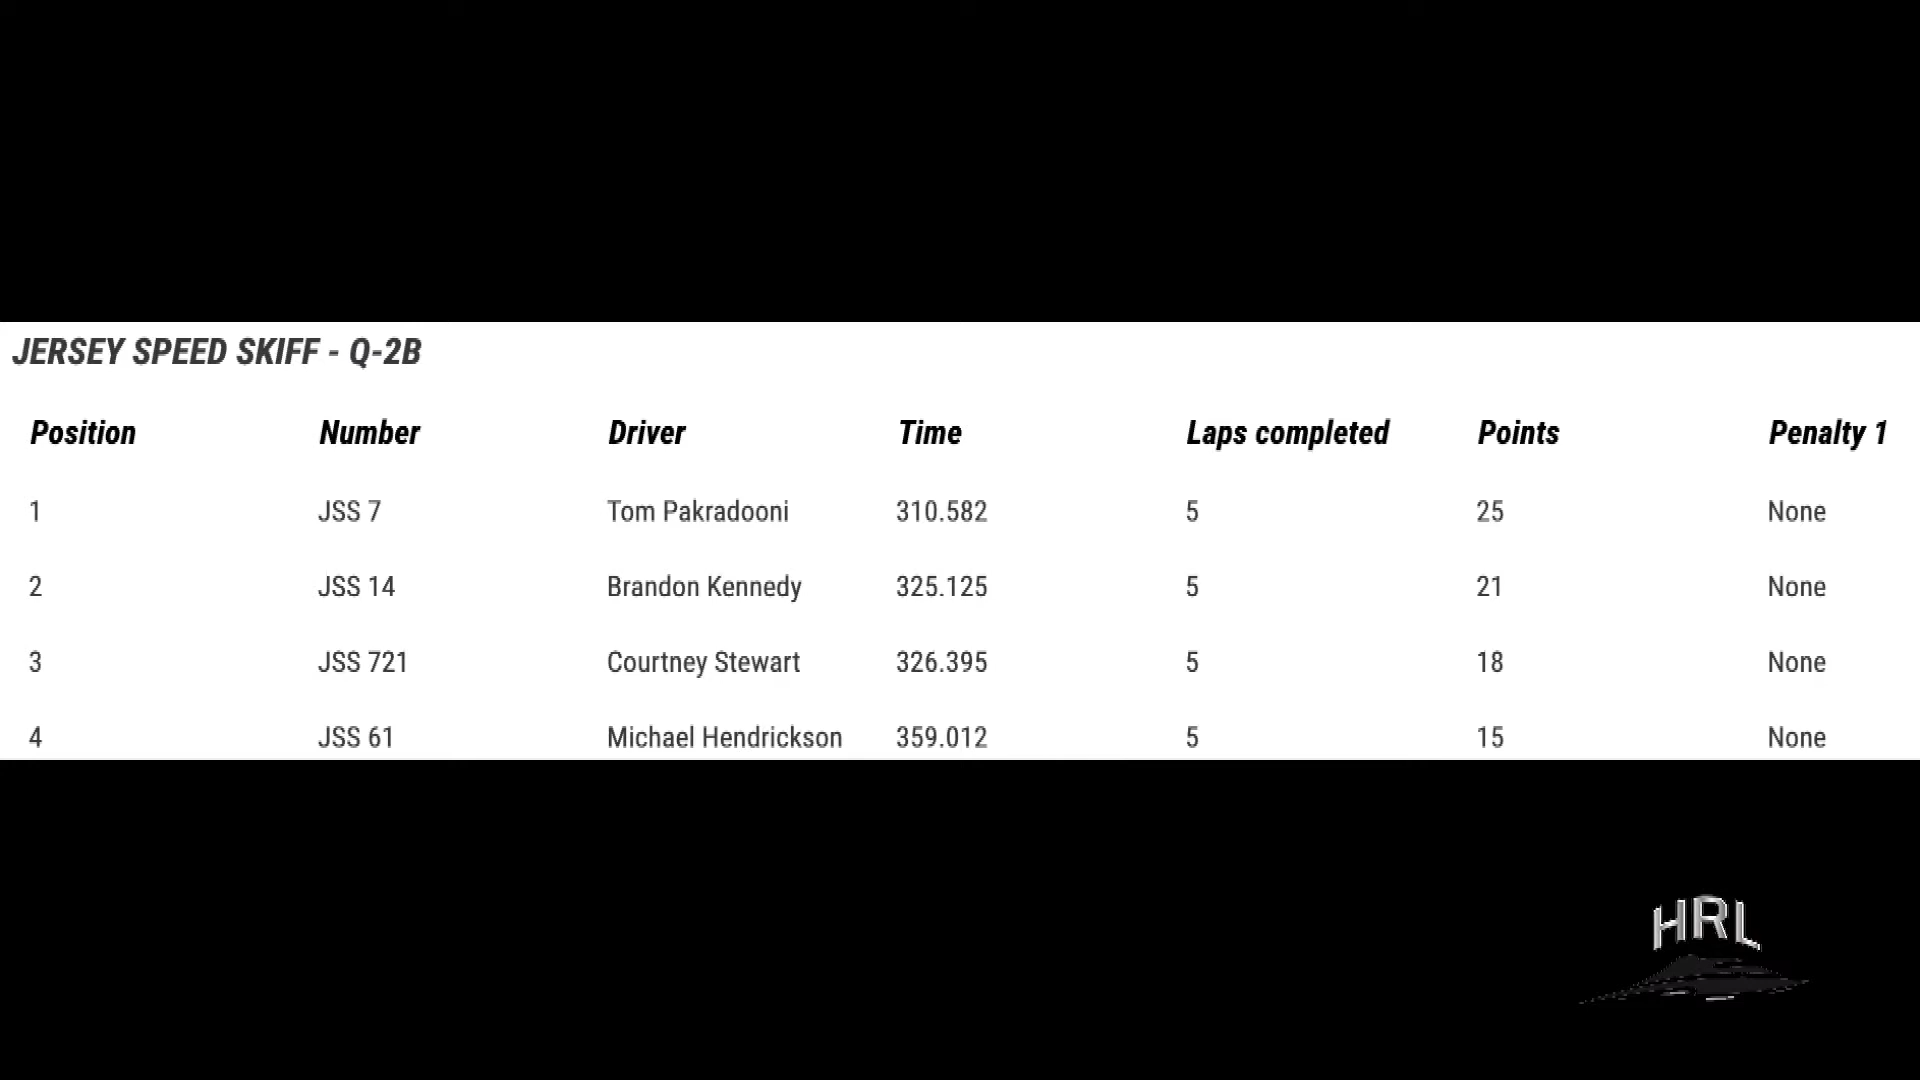 JERSEY SPEED SKIFF - Q-2B
Position Number Driver Time Laps completed Points Penalty 1
1 JSS 7 Tom Pakradooni 310.582 5 25 None
2 JSS 14 Brandon Kennedy 325.125 5 21 None
3 JSS 721 Courtney Stewart 326.395 5 18 None
4 JSS 61 Michael Hendrickson 359.012 5 15 None
HRL